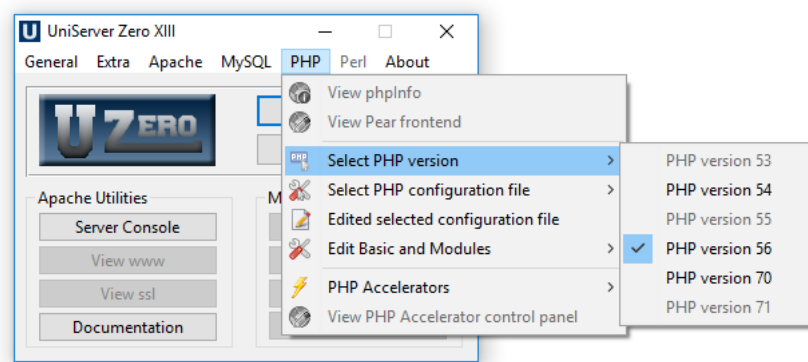 UniServer Zero XIII
General Extra Apache MySQL PHP Perl About
U ZERO
View phpInfo
View Pear frontend
Select PHP version
Select PHP configuration file
Edited selected configuration file
Edit Basic and Modules
PHP Accelerators
View PHP Accelerator control panel
PHP version 53
PHP version 54
PHP version 55
PHP version 56
PHP version 70
PHP version 71
Apache Utilities
Server Console
View www
View ssl
Documentation
M